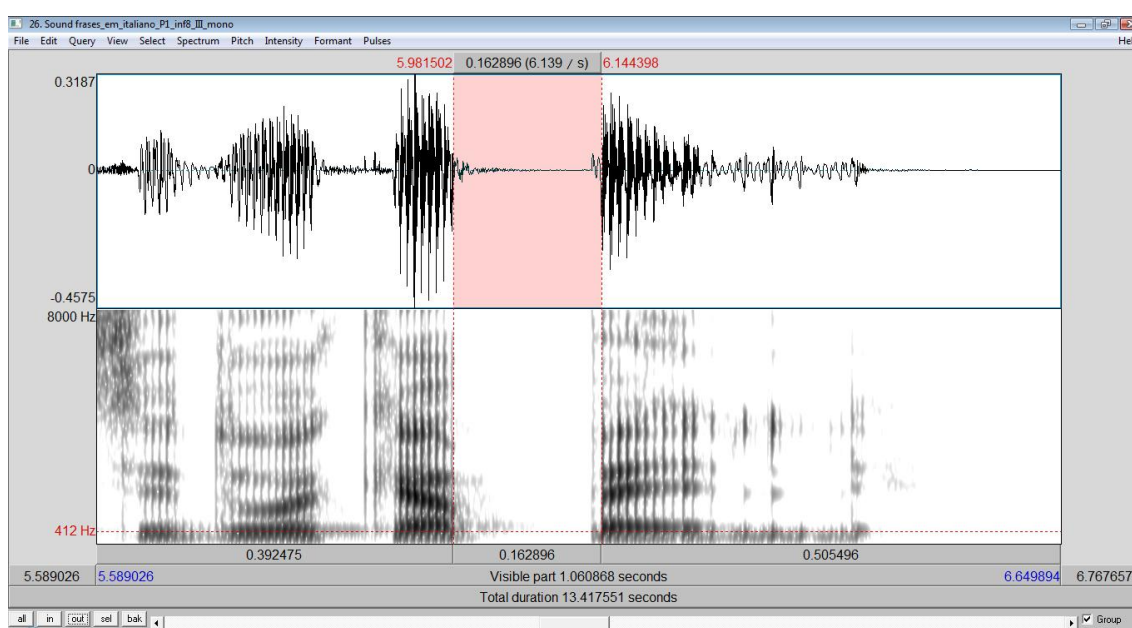 26. Sound frases_em_italiano_P1_inf8_III_mono
File Edit Query View Select Spectrum Pitch Intensity Formant Pulses Hel
5.981502 0.162896 (6.139 / s) 6.144398
0.3187
0
-0.4575
8000 Hz
412 Hz
0.392475 0.162896 0.505496
5.589026 5.589026 Visible part 1.060868 seconds 6.649894 6.767657
Total duration 13.417551 seconds
all in out sel bak Group